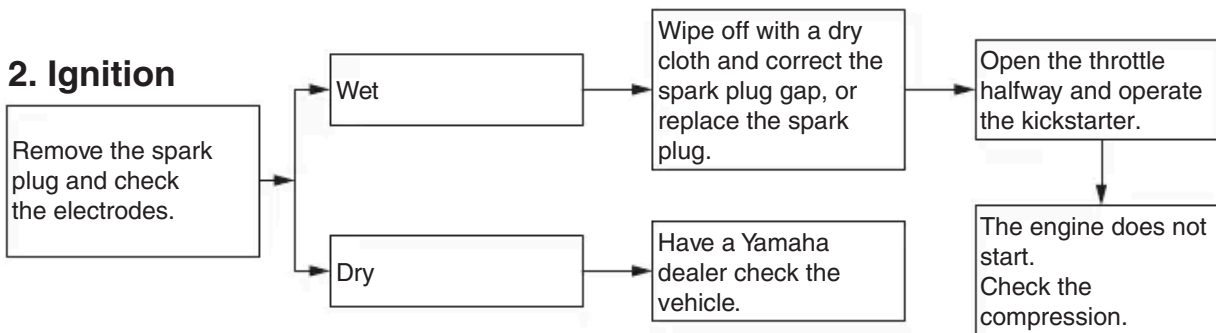 2. Ignition
Remove the spark
plug and check
the electrodes.
Wet
Wipe off with a dry
cloth and correct the
spark plug gap, or
replace the spark
plug.
Open the throttle
halfway and operate
the kickstarter.
The engine does not
start.
Check the
compression.
Dry
Have a Yamaha
dealer check the
vehicle.